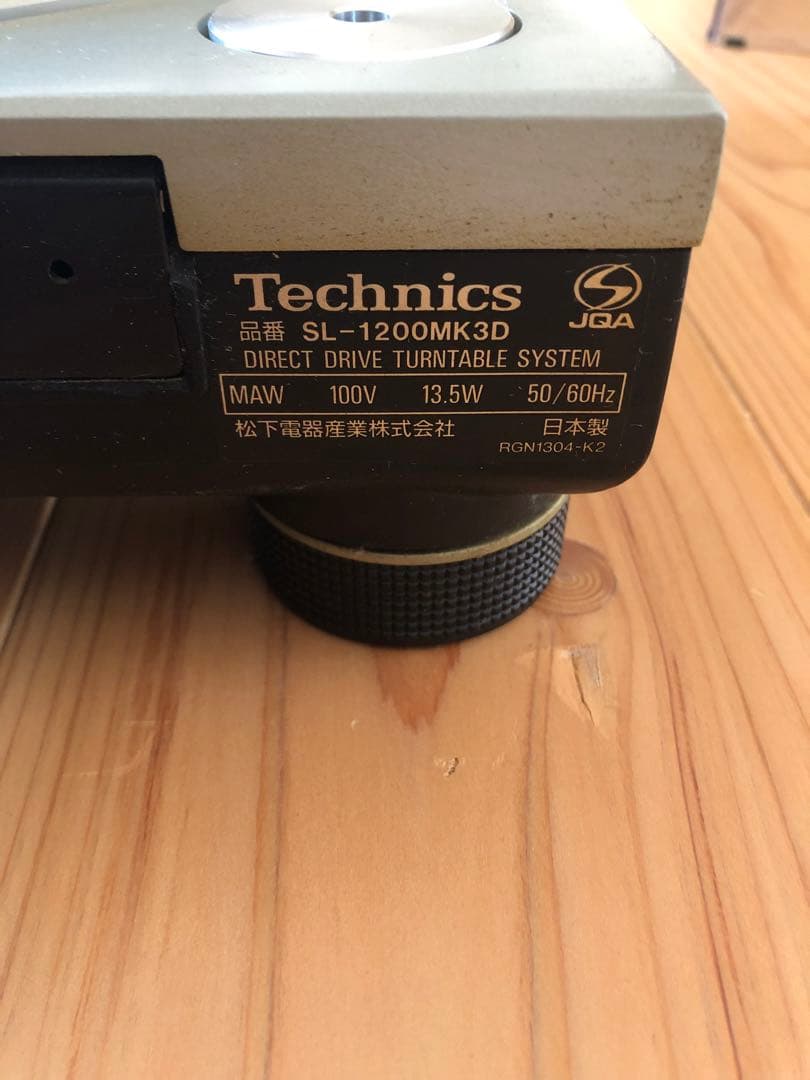 Technics
JQA
品番 SL-1200MK3D
DIRECT DRIVE TURNTABLE SYSTEM
MAW 100V 13.5W 50/60Hz
松下電器産業株式会社 日本製
RGN1304-K2